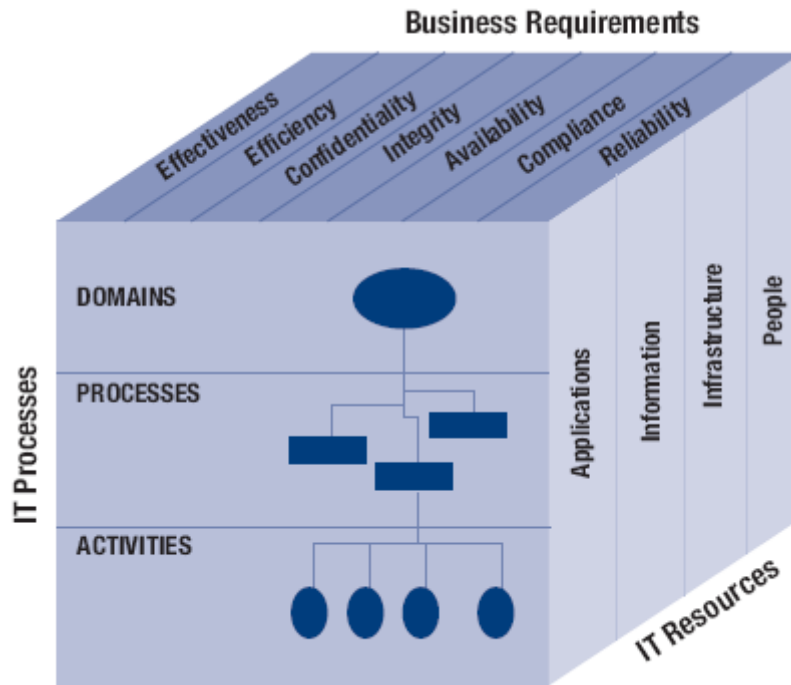 Business Requirements
Effectiveness
Efficiency
Confidentiality
Integrity
Availability
Compliance
Reliability
IT Processes
DOMAINS
PROCESSES
ACTIVITIES
Applications
Information
Infrastructure
People
IT Resources